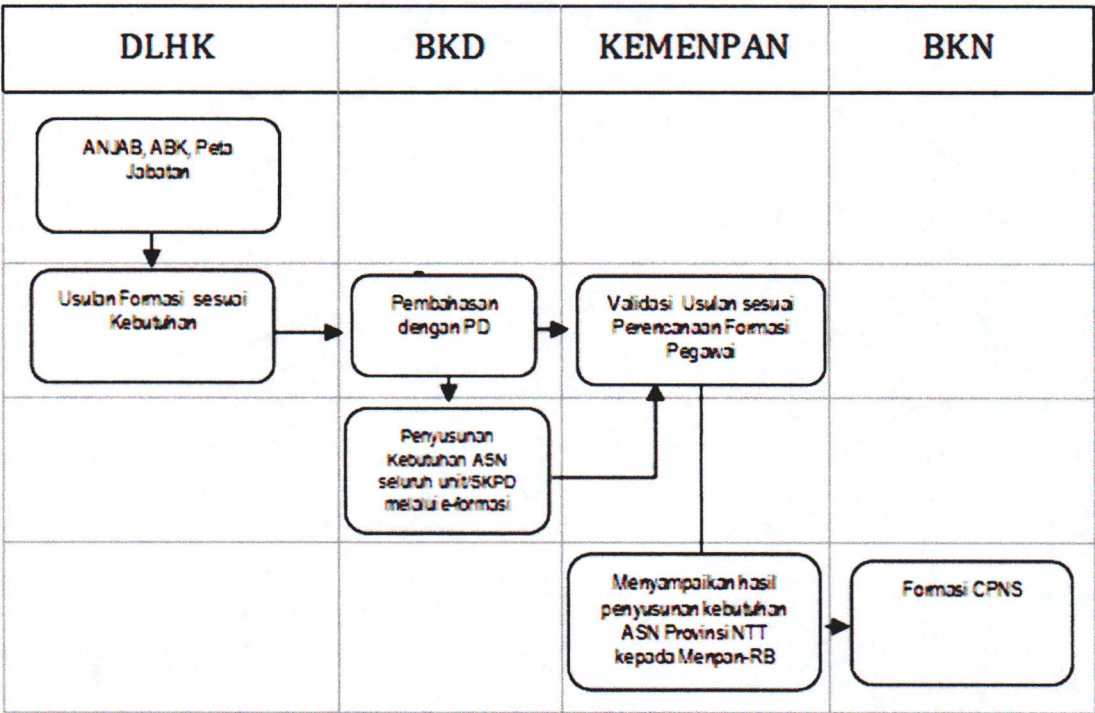 DLHK
BKD
KEMENPAN
BKN
ANJAB, ABK, Peta
Jabatan
Usulan Formasi sesuai
Kebutuhan
Pembahasan
dengan PD
Validasi Usulan sesuai
Perencanaan Formasi
Pegawai
Penyusunan
Kebutuhan ASN
seluruh unit/SKPD
melalui e-formasi
Menyampaikan hasil
penyusunan kebutuhan
ASN Provinsi NTT
kepada Menpan-RB
Formasi CPNS